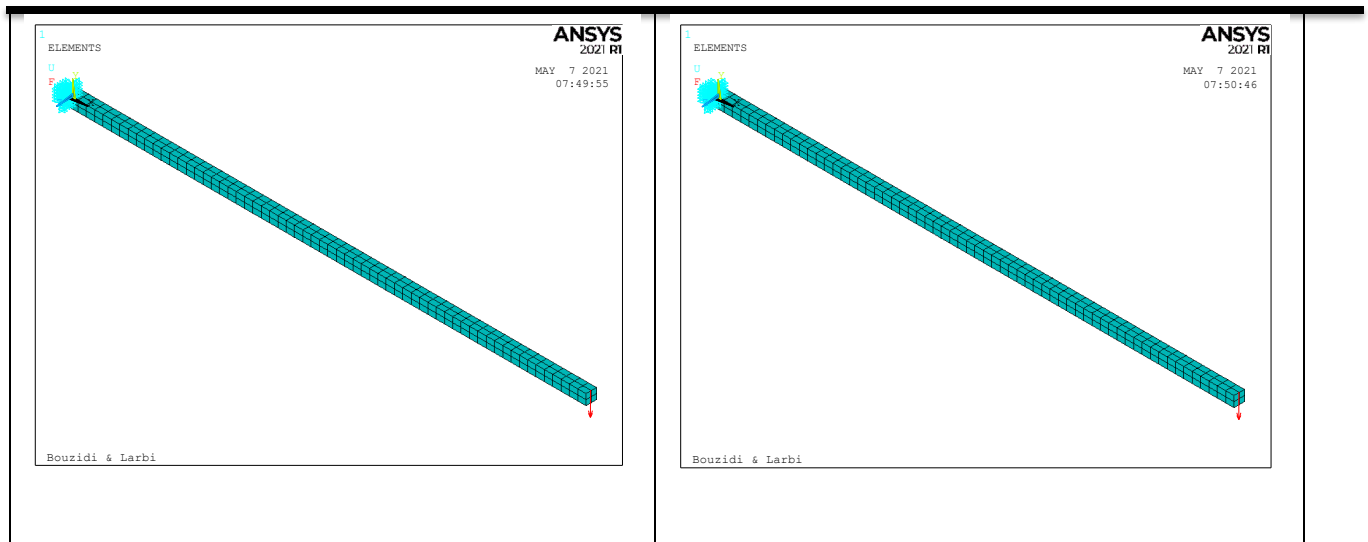 1
ELEMENTS
U
F
Y
ANSYS
2021 R1
MAY 7 2021
07:49:55
Bouzidi & Larbi
1
ELEMENTS
U
F
Y
ANSYS
2021 R1
MAY 7 2021
07:50:46
Bouzidi & Larbi